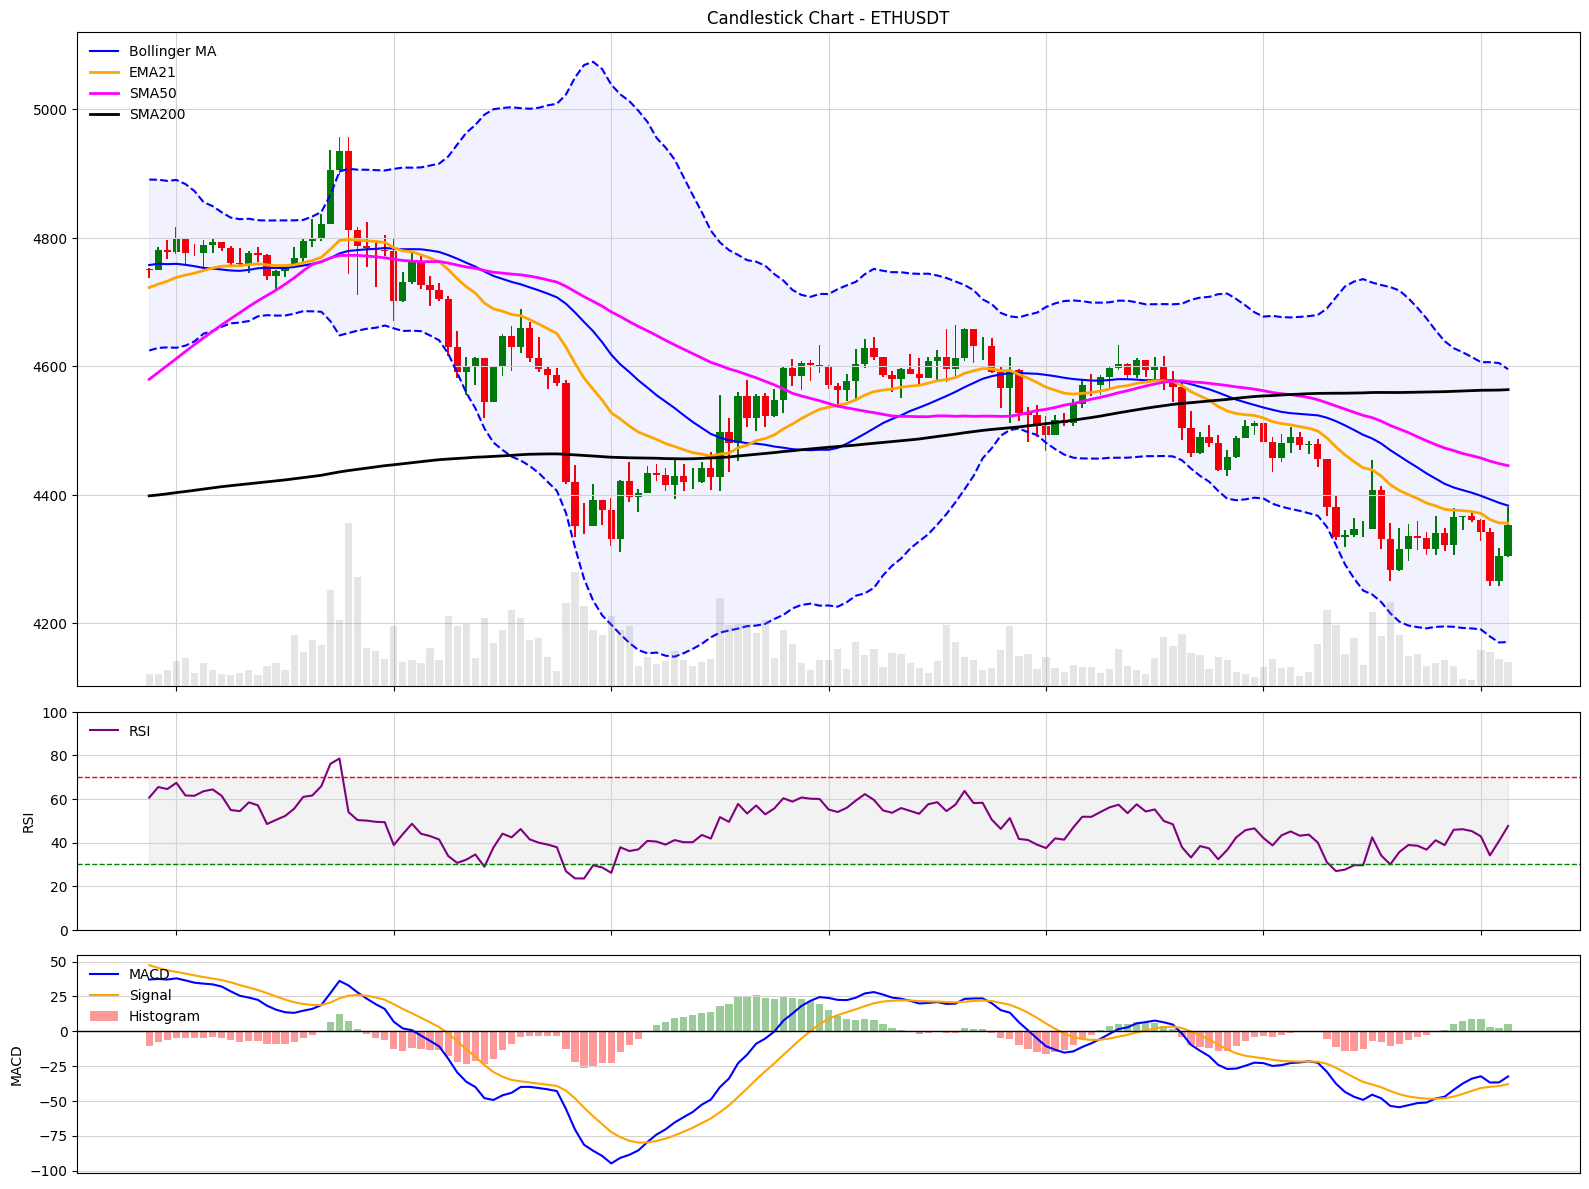 Candlestick Chart - ETHUSDT
Bollinger MA
EMA21
SMA50
SMA200
5000
4800
4600
4400
4200
100
80
60
40
20
0
RSI
RSI
50
25
0
−25
−50
−75
−100
MACD
MACD
Signal
Histogram